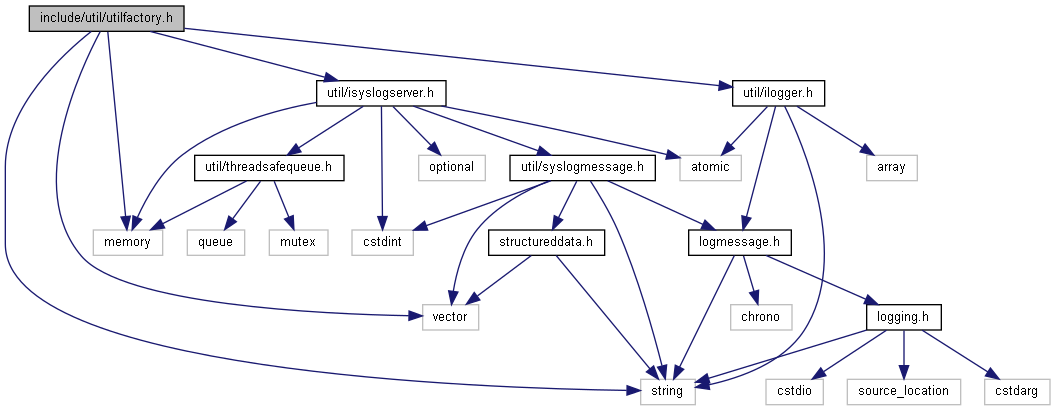 include/util/utilfactory.h
util/isyslogserver.h
util/ilogger.h
util/threadsafequeue.h
optional
util/syslogmessage.h
atomic
array
memory
queue
mutex
cstdint
structureddata.h
logmessage.h
vector
chrono
logging.h
string
cstdio
source_location
cstdarg